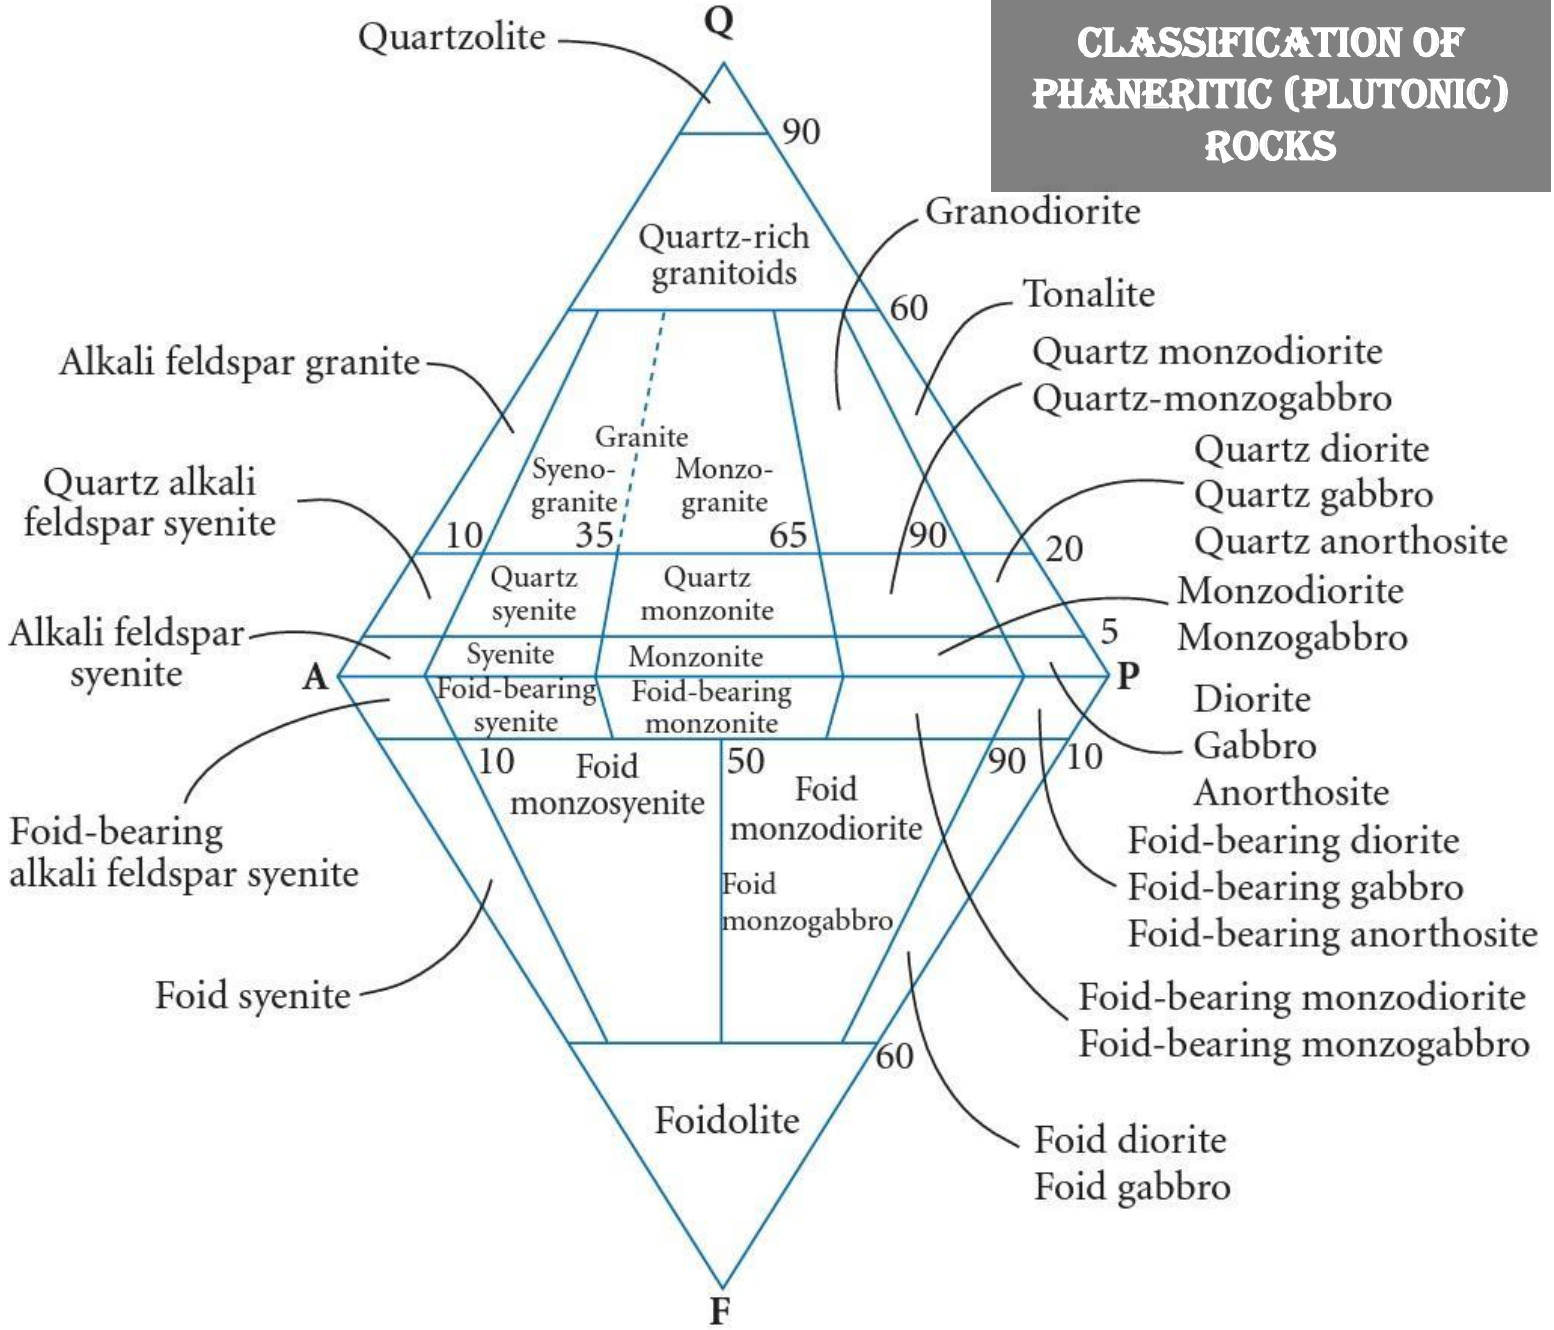 Q
Quartzolite
CLASSIFICATION OF
PHANERITIC (PLUTONIC)
ROCKS
90
Granodiorite
Quartz-rich
granitoids
Tonalite
60
Quartz monzodiorite
Quartz-monzogabbro
Alkali feldspar granite
Granite
Syeno-
granite
Monzo-
granite
Quartz diorite
Quartz gabbro
Quartz anorthosite
Quartz alkali
feldspar syenite
10
35
65
90
20
Quartz
syenite
Quartz
monzonite
Monzodiorite
Monzogabbro
Alkali feldspar
syenite
5
Syenite
Monzonite
A
P
Foid-bearing
syenite
Foid-bearing
monzonite
Diorite
Gabbro
Anorthosite
10
50
90
10
Foid
monzosyenite
Foid
monzodiorite
Foid
monzogabbro
Foid-bearing
alkali feldspar syenite
Foid-bearing diorite
Foid-bearing gabbro
Foid-bearing anorthosite
Foid syenite
Foid-bearing monzodiorite
Foid-bearing monzogabbro
60
Foidolite
Foid diorite
Foid gabbro
F